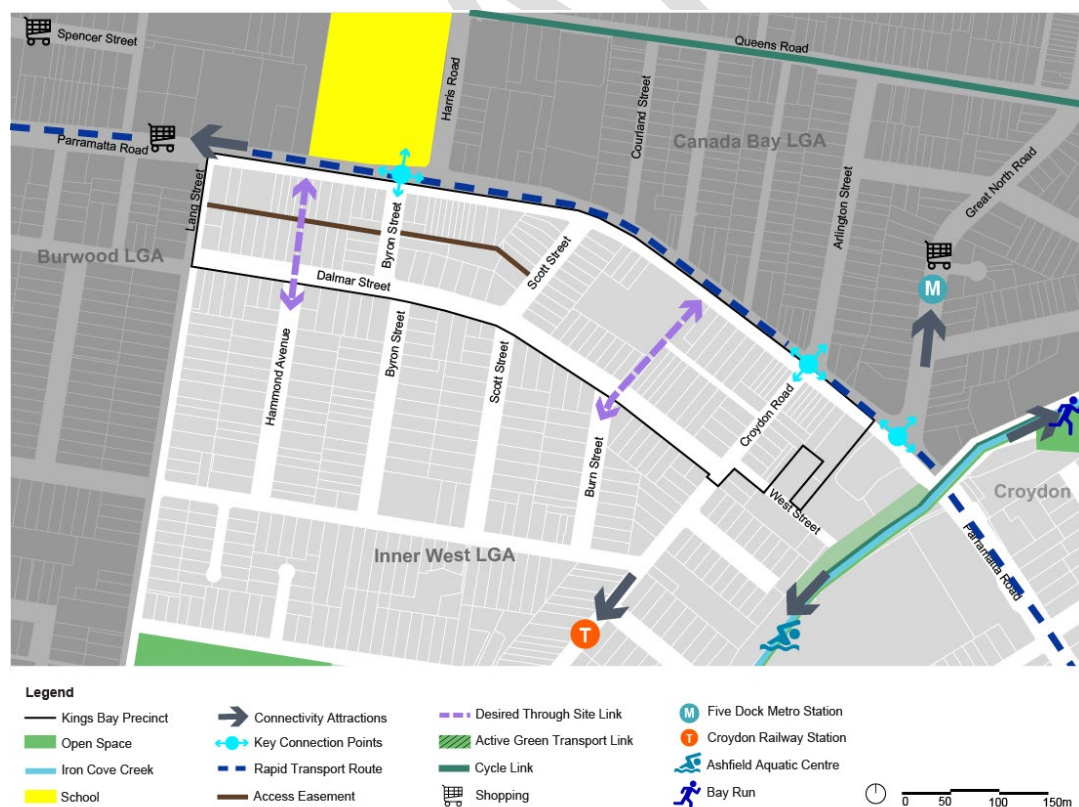 Spencer Street
Queens Road
Harris Road
Courland Street
Canada Bay LGA
Parramatta Road
Great North Road
Arlington Street
Lang Street
Byron Street
Burwood LGA
Scott Street
M
Dalmar Street
Hammond Avenue
Byron Street
Scott Street
Croydon Road
Burn Street
West Street
Croydon
Inner West LGA
Parramatta Road
T
Legend
Kings Bay Precinct
Open Space
Iron Cove Creek
School
Connectivity Attractions
Key Connection Points
Rapid Transport Route
Access Easement
Desired Through Site Link
Active Green Transport Link
Cycle Link
Shopping
M Five Dock Metro Station
T Croydon Railway Station
Ashfield Aquatic Centre
Bay Run
0 50 100 150m